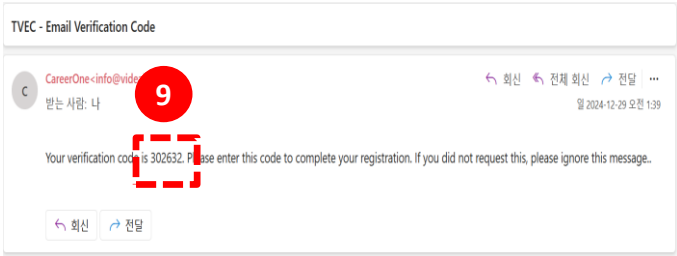 TVEC - Email Verification Code
C
CareerOne<info@vide
9
회신 전체 회신 전달 ...
받는 사람: 나
일 2024-12-29 오전 1:39
Your verification code is 302632. Please enter this code to complete your registration. If you did not request this, please ignore this message..
회신 전달